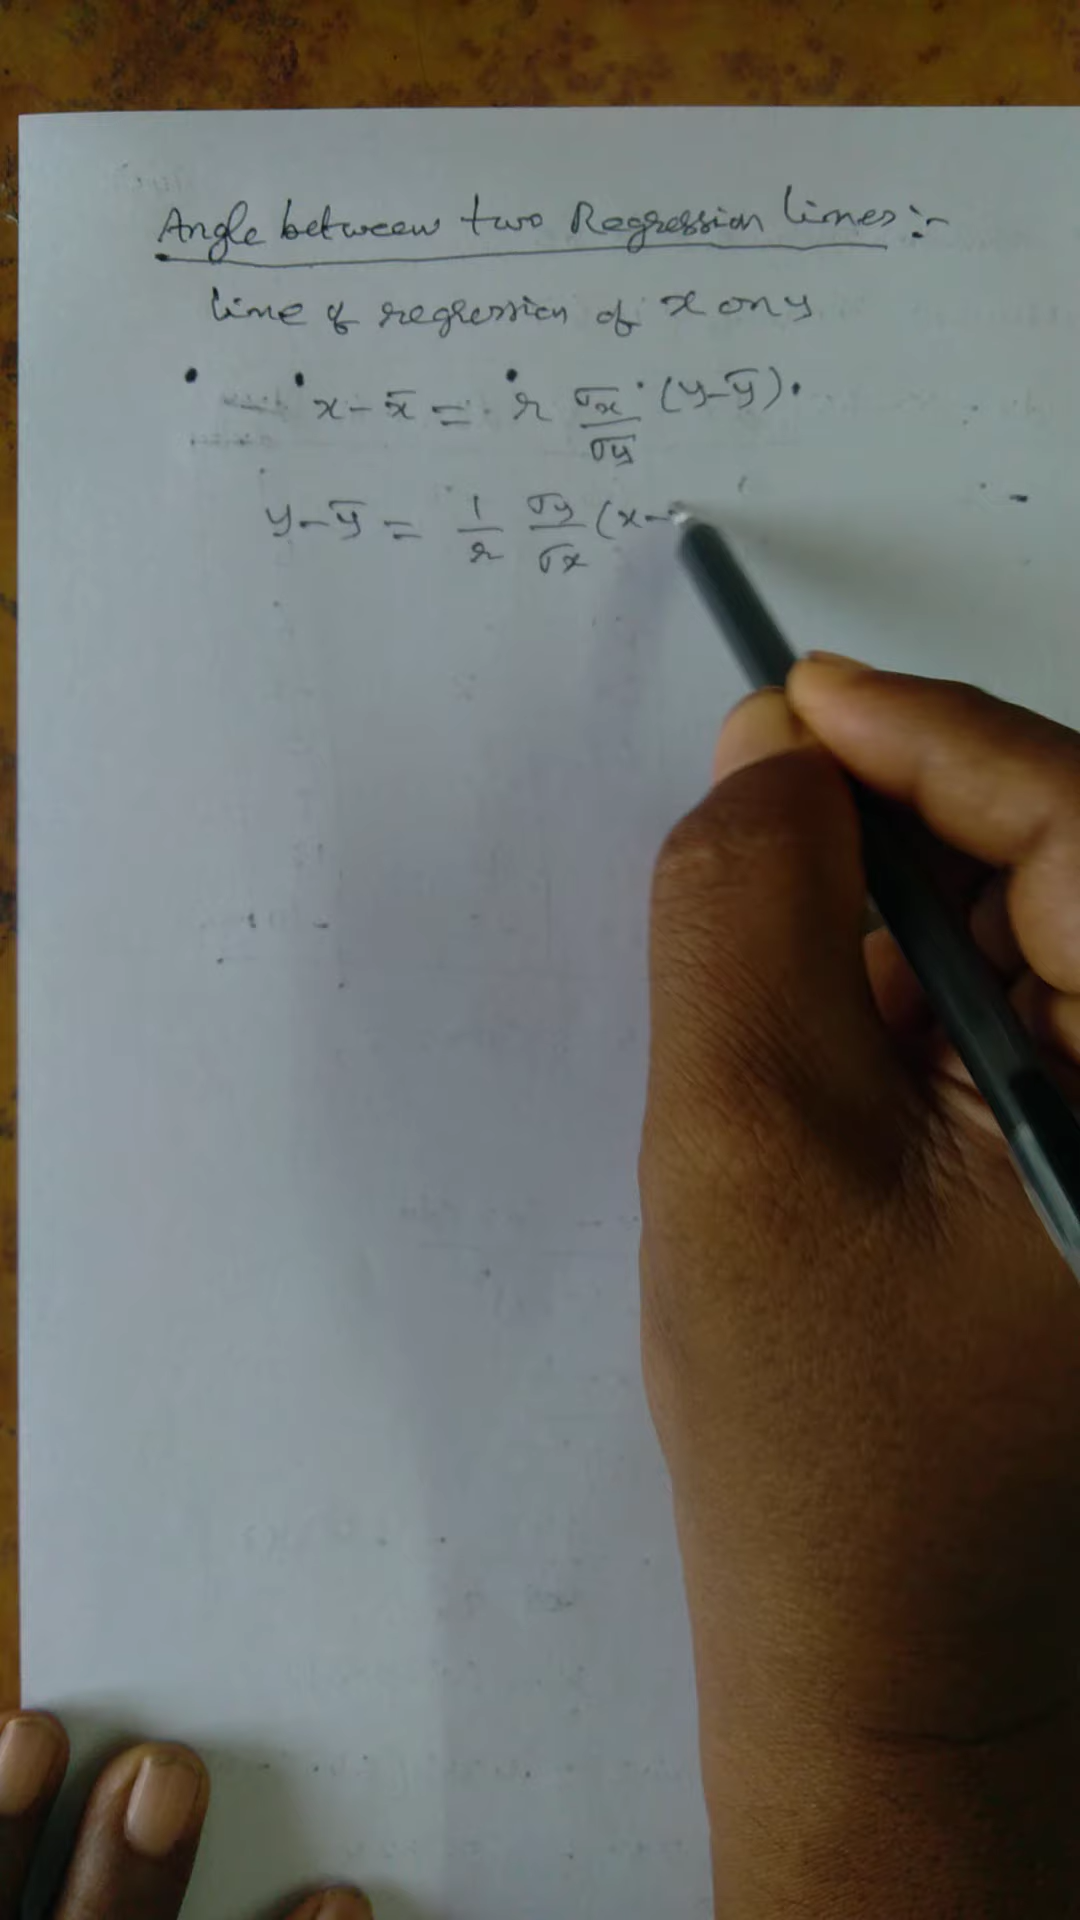 Angle between two Regression lines:-
line of regression of x on y
x - x̄ = r σx/σy (y - ȳ).
y - ȳ = 1/r σy/σx (x -